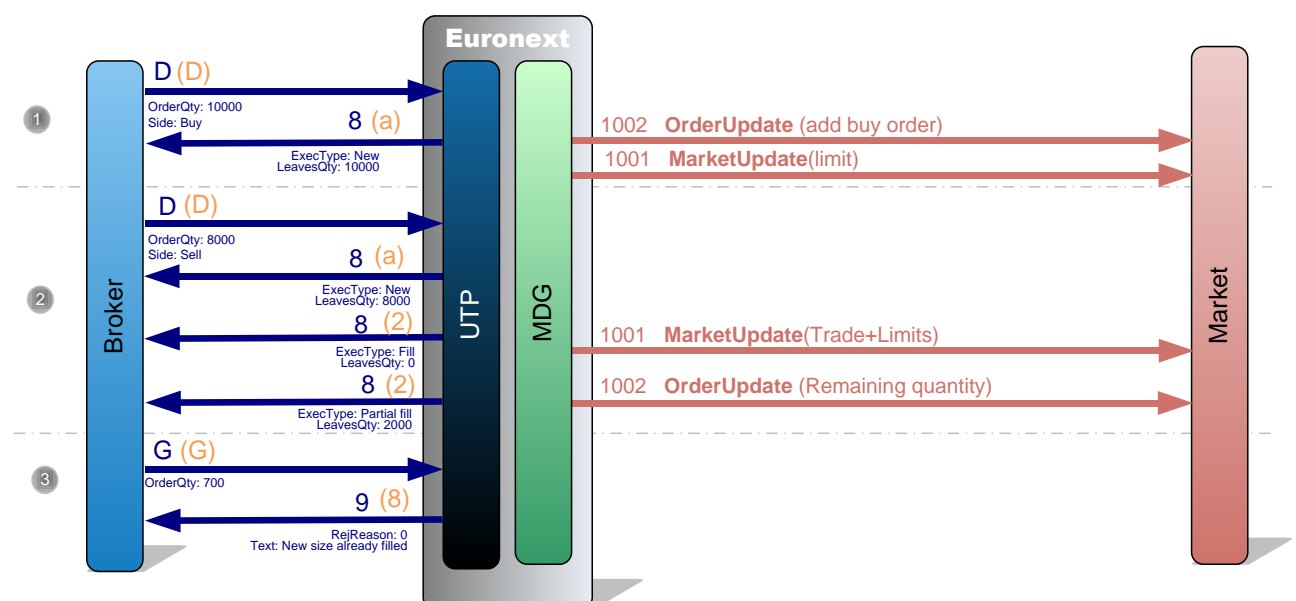 Euronext
D (D)
OrderQty: 10000
Side: Buy
1
8 (a)
ExecType: New
LeavesQty: 10000
1002 OrderUpdate (add buy order)
1001 MarketUpdate(limit)
D (D)
OrderQty: 8000
Side: Sell
8 (a)
ExecType: New
LeavesQty: 8000
2
8 (2)
ExecType: Fill
LeavesQty: 0
1001 MarketUpdate(Trade+Limits)
8 (2)
ExecType: Partial fill
LeavesQty: 2000
1002 OrderUpdate (Remaining quantity)
G (G)
OrderQty: 700
3
9 (8)
RejReason: 0
Text: New size already filled
Broker
UTP
MDG
Market